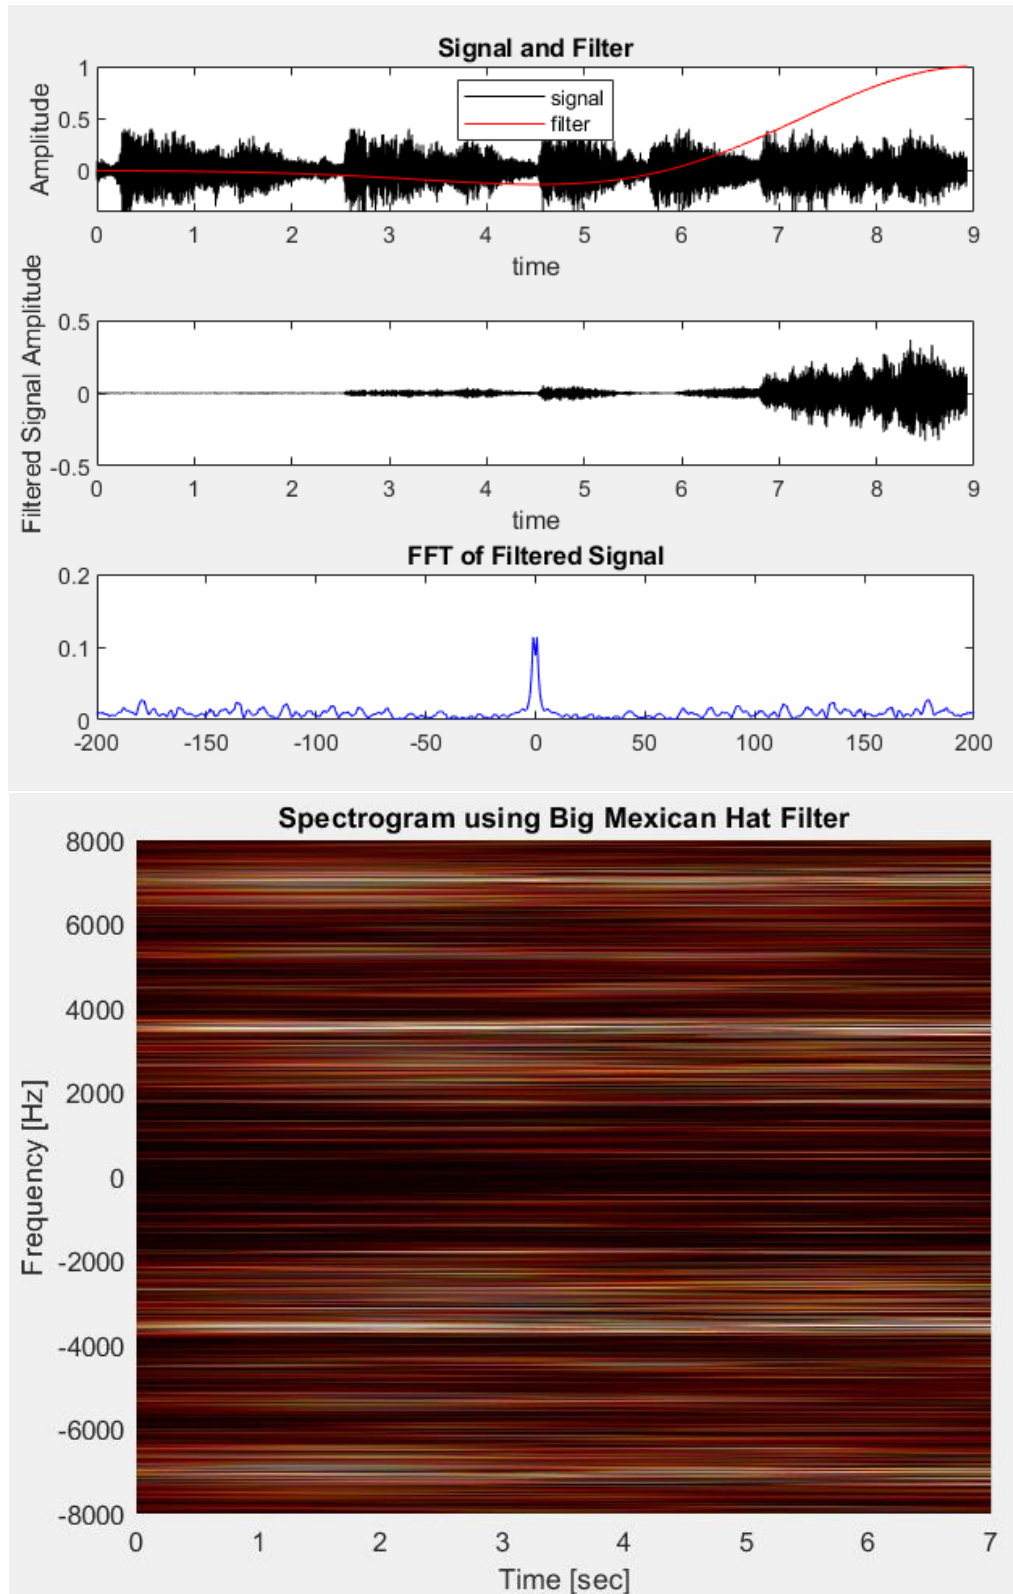 Signal and Filter
Amplitude
1
0.5
0
signal
filter
0 1 2 3 4 5 6 7 8 9
time
Filtered Signal Amplitude
0.5
0
-0.5
0 1 2 3 4 5 6 7 8 9
time
FFT of Filtered Signal
0.2
0.1
0
-200 -150 -100 -50 0 50 100 150 200
Spectrogram using Big Mexican Hat Filter
Frequency [Hz]
8000
6000
4000
2000
0
-2000
-4000
-6000
-8000
0 1 2 3 4 5 6 7
Time [sec]